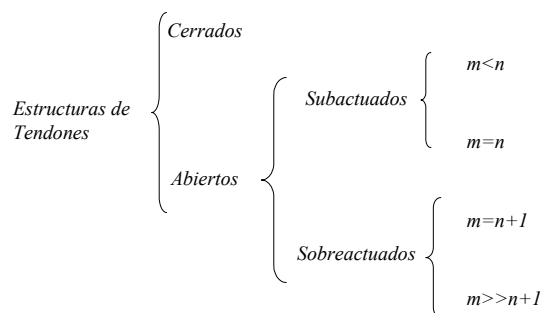 Estructuras de
Tendones
Cerrados
Abiertos
Subactuados
m<n
m=n
Sobreactuados
m=n+1
m>>n+1